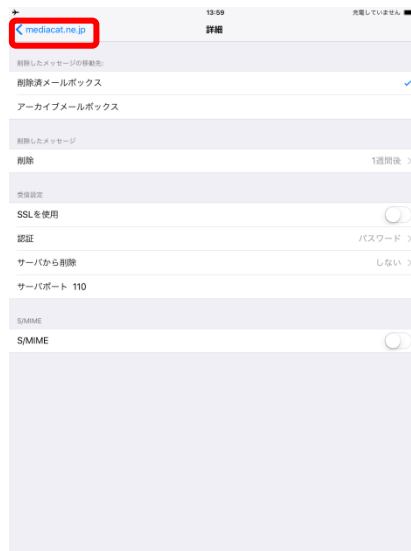 13:59 充電していません
mediacat.ne.jp 詳細
削除したメッセージの移動先:
削除済メールボックス
アーカイブメールボックス
削除したメッセージ
削除 1週間後
受信設定
SSLを使用
認証 パスワード
サーバから削除 しない
サーバポート 110
S/MIME
S/MIME